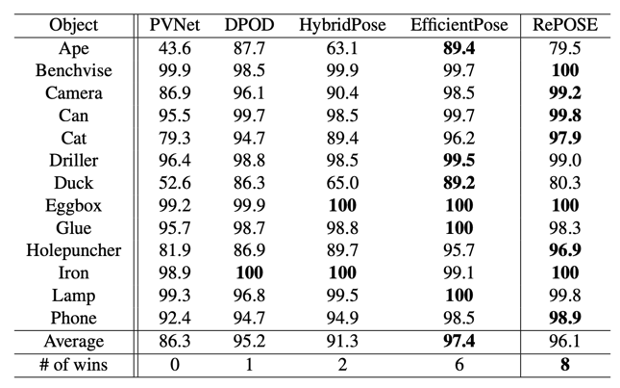 Object PVNet DPOD HybridPose EfficientPose RePOSE
Ape 43.6 87.7 63.1 89.4 79.5
Benchvise 99.9 98.5 99.9 99.7 100
Camera 86.9 96.1 90.4 98.5 99.2
Can 95.5 99.7 98.5 99.7 99.8
Cat 79.3 94.7 89.4 96.2 97.9
Driller 96.4 98.8 98.5 99.5 99.0
Duck 52.6 86.3 65.0 89.2 80.3
Eggbox 99.2 99.9 100 100 100
Glue 95.7 98.7 98.8 100 98.3
Holepuncher 81.9 86.9 89.7 95.7 96.9
Iron 98.9 100 100 99.1 100
Lamp 99.3 96.8 99.5 100 99.8
Phone 92.4 94.7 94.9 98.5 98.9
Average 86.3 95.2 91.3 97.4 96.1
# of wins 0 1 2 6 8